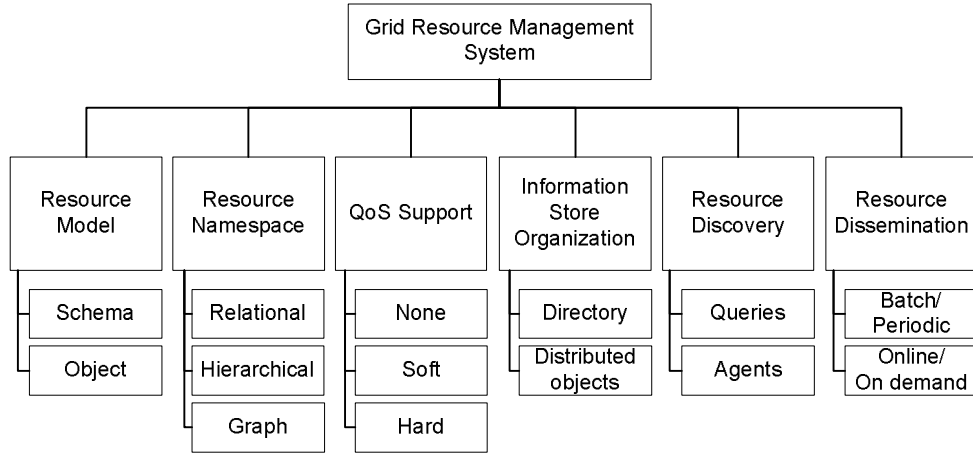 Grid Resource Management
System
Resource
Model
Resource
Namespace
QoS Support
Information
Store
Organization
Resource
Discovery
Resource
Dissemination
Schema
Object
Relational
Hierarchical
Graph
None
Soft
Hard
Directory
Distributed
objects
Queries
Agents
Batch/
Periodic
Online/
On demand